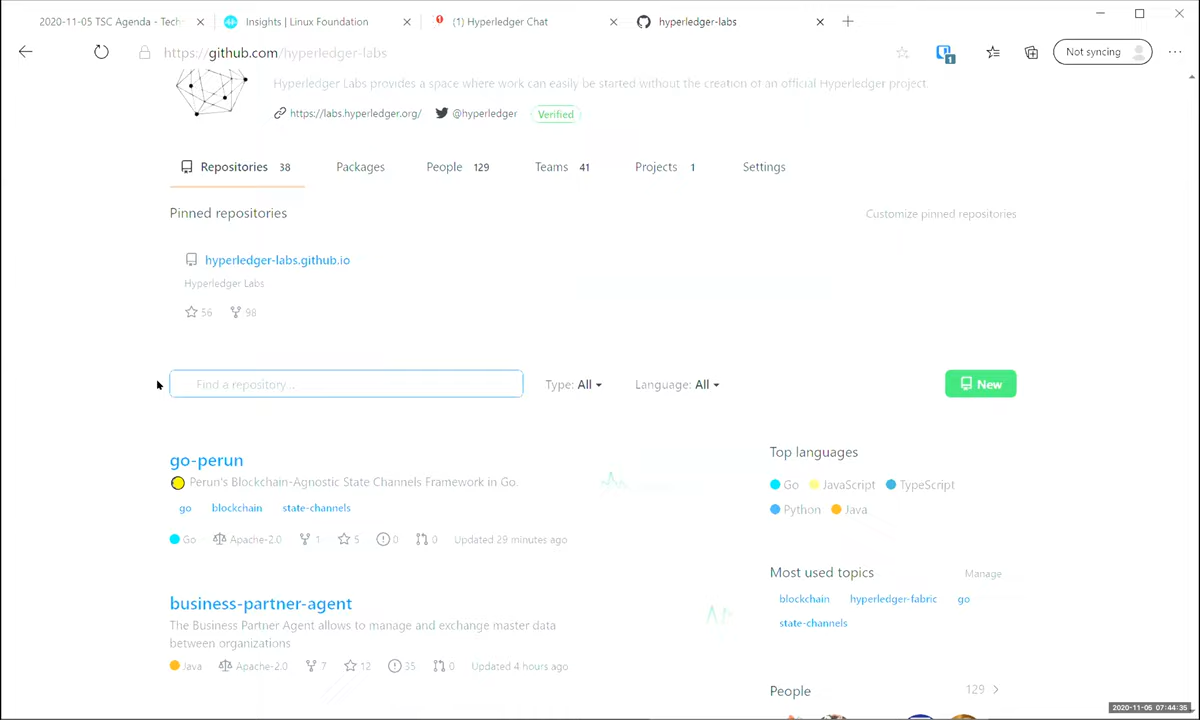 2020-11-05 TSC Agenda - Tech
Insights | Linux Foundation
(1) Hyperledger Chat
hyperledger-labs
https://github.com/hyperledger-labs
1
Not syncing
Hyperledger Labs provides a space where work can easily be started without the creation of an official Hyperledger project.
https://labs.hyperledger.org/ @hyperledger Verified
Repositories 38 Packages People 129 Teams 41 Projects 1 Settings
Pinned repositories Customize pinned repositories
hyperledger-labs.github.io
Hyperledger Labs
56 98
Find a repository... Type: All Language: All New
go-perun
Perun's Blockchain-Agnostic State Channels Framework in Go.
go blockchain state-channels
Go Apache-2.0 1 5 0 0 Updated 29 minutes ago
business-partner-agent
The Business Partner Agent allows to manage and exchange master data
between organizations
Java Apache-2.0 7 12 35 0 Updated 4 hours ago
Top languages
Go JavaScript TypeScript
Python Java
Most used topics Manage
blockchain hyperledger-fabric go
state-channels
People 129
2020-11-05 07:44:35